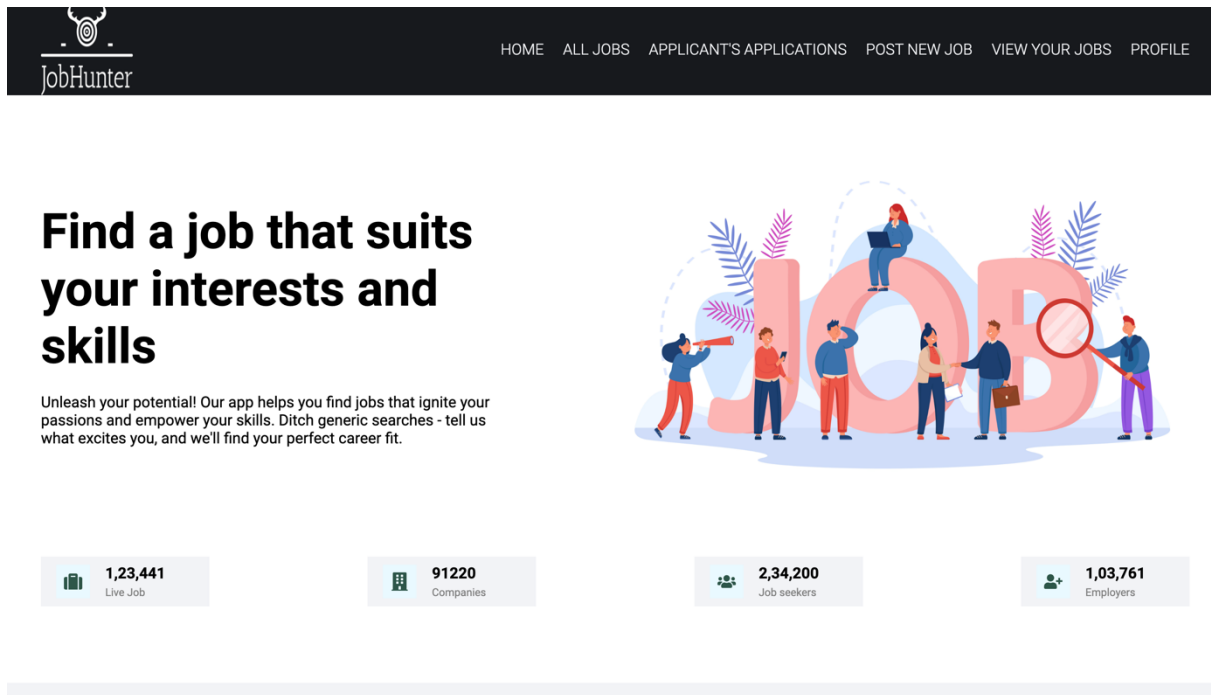 JobHunter
HOME ALL JOBS APPLICANT'S APPLICATIONS POST NEW JOB VIEW YOUR JOBS PROFILE
Find a job that suits
your interests and
skills
Unleash your potential! Our app helps you find jobs that ignite your
passions and empower your skills. Ditch generic searches - tell us
what excites you, and we'll find your perfect career fit.
JOB
1,23,441
Live Job
91220
Companies
2,34,200
Job seekers
1,03,761
Employers